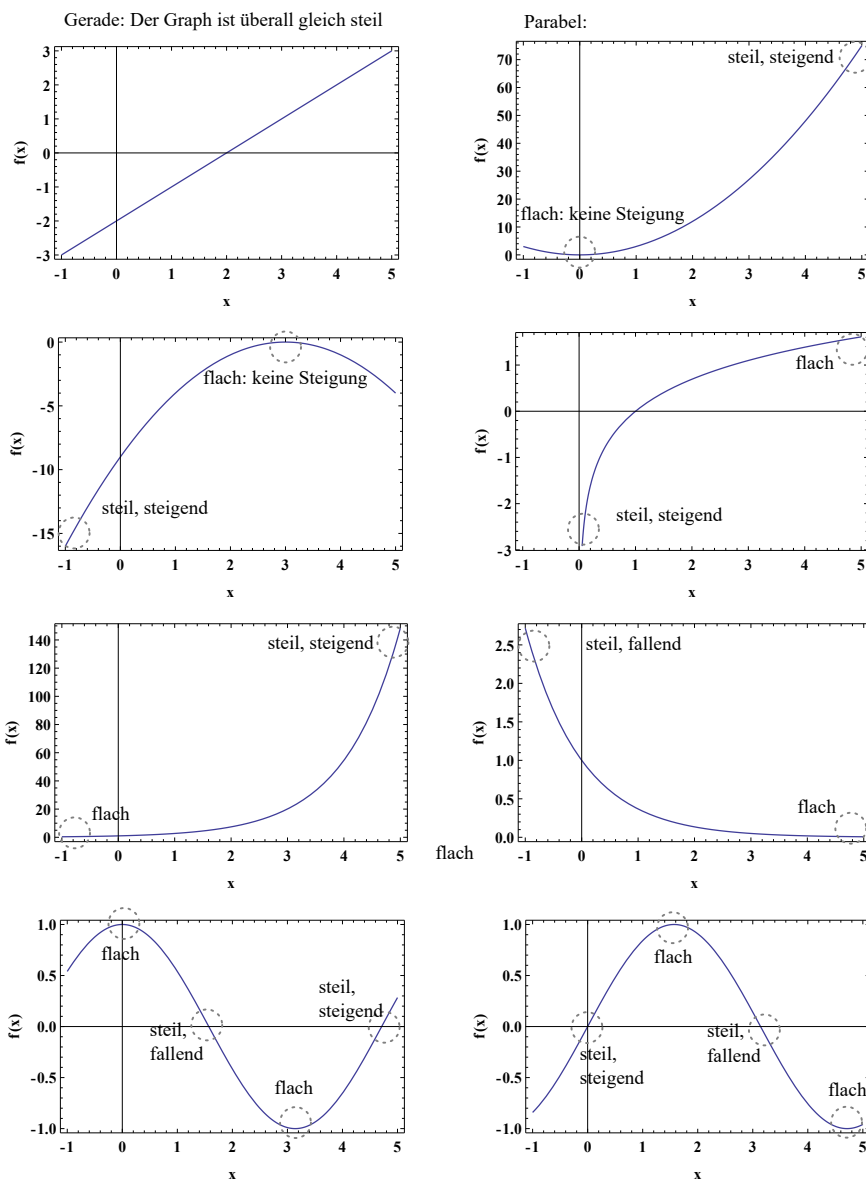 Gerade: Der Graph ist überall gleich steil
3
2
1
0
-1
-2
-3
f(x)
-1 0 1 2 3 4 5
x
Parabel:
70
60
50
40
30
20
10
0
f(x)
steil, steigend
flach: keine Steigung
-1 0 1 2 3 4 5
x
0
-5
-10
-15
f(x)
flach: keine Steigung
steil, steigend
-1 0 1 2 3 4 5
x
1
0
-1
-2
-3
f(x)
flach
steil, steigend
-1 0 1 2 3 4 5
x
140
120
100
80
60
40
20
0
f(x)
steil, steigend
flach
-1 0 1 2 3 4 5
x
flach
2.5
2.0
1.5
1.0
0.5
0.0
f(x)
steil, fallend
flach
-1 0 1 2 3 4 5
x
1.0
0.5
0.0
-0.5
-1.0
f(x)
flach
steil,
steigend
steil,
fallend
flach
-1 0 1 2 3 4 5
x
1.0
0.5
0.0
-0.5
-1.0
f(x)
flach
steil,
steigend
steil,
fallend
flach
-1 0 1 2 3 4 5
x